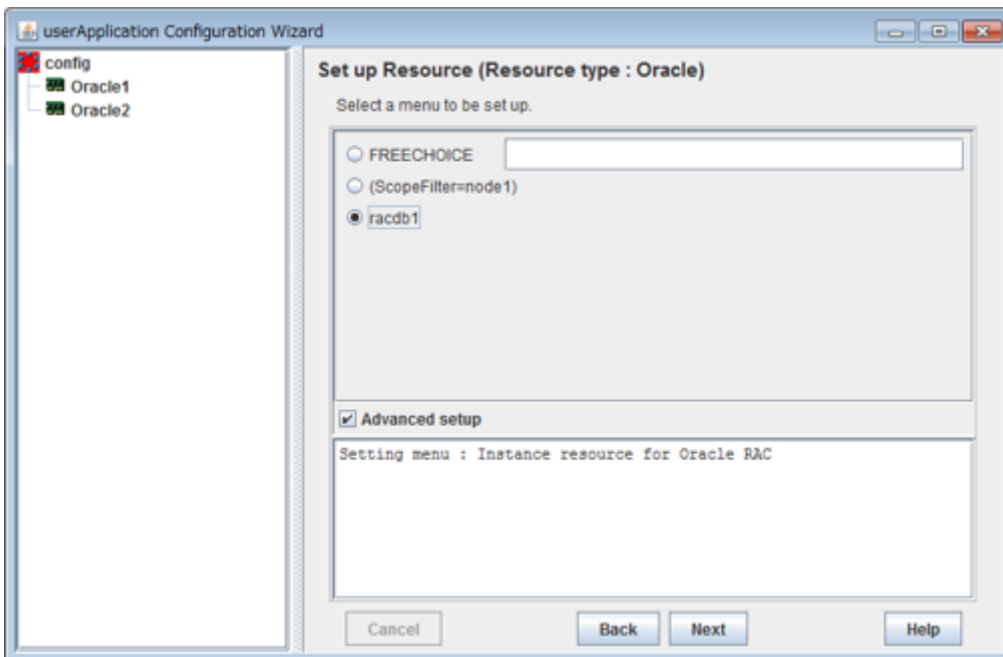 userApplication Configuration Wizard
config
Oracle1
Oracle2
Set up Resource (Resource type : Oracle)
Select a menu to be set up.
FREECHOICE
(ScopeFilter=node1)
racdb1
Advanced setup
Setting menu : Instance resource for Oracle RAC
Cancel Back Next Help